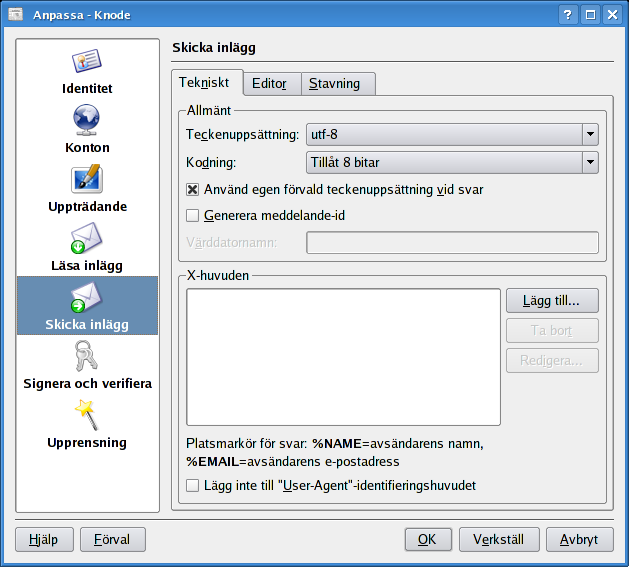 Anpassa - Knode
?
Identitet
Konton
Uppträdande
Läsa inlägg
Skicka inlägg
Signera och verifiera
Upprensning
Skicka inlägg
Tekniskt
Editor
Stavning
Allmänt
Teckenuppsättning:
utf-8
Kodning:
Tillåt 8 bitar
Använd egen förvald teckenuppsättning vid svar
Generera meddelande-id
Värddatornamn:
X-huvuden
Lägg till...
Ta bort
Redigera...
Platsmarkör för svar: %NAME=avsändarens namn,
%EMAIL=avsändarens e-postadress
Lägg inte till "User-Agent"-identifieringshuvudet
Hjälp
Förval
OK
Verkställ
Avbryt